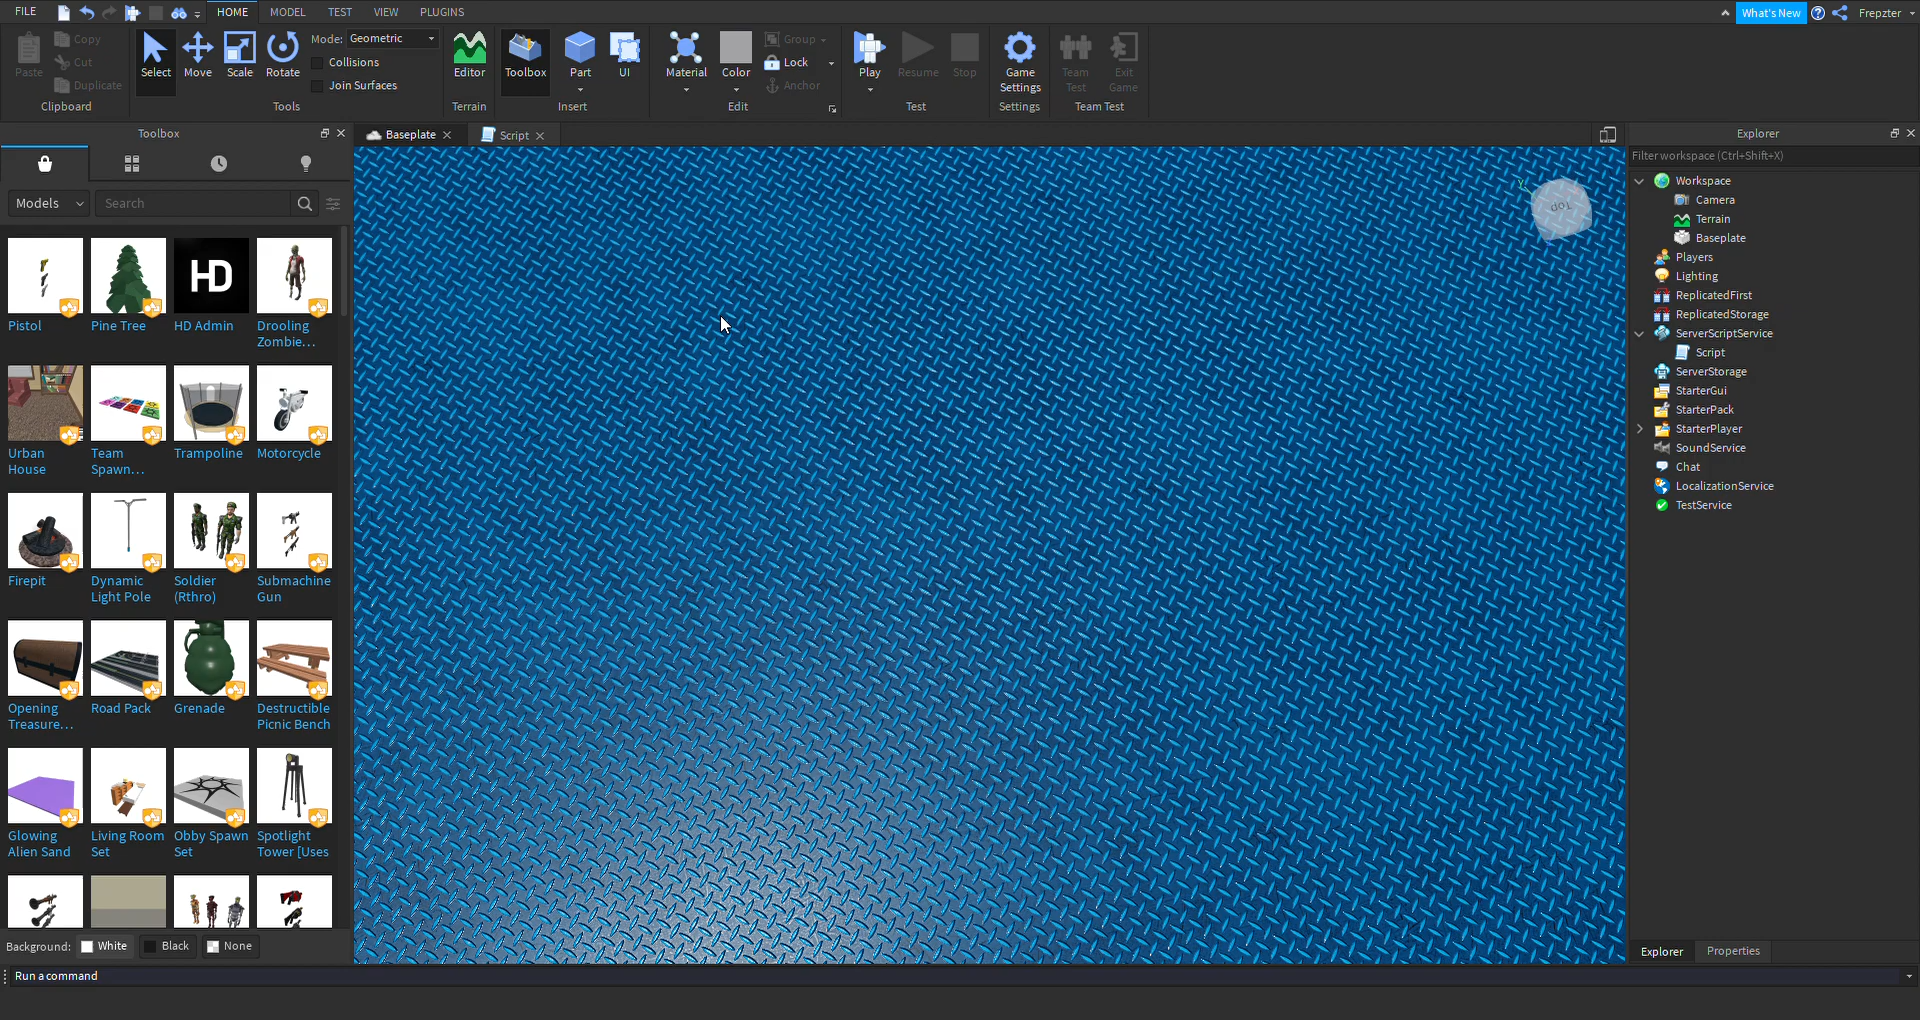 FILE HOME MODEL TEST VIEW PLUGINS What's New Frepzter
Paste Copy Cut Duplicate Clipboard
Select Move Scale Rotate Mode: Geometric Collisions Join Surfaces Tools
Editor Terrain
Toolbox Part UI Insert
Material Color Group Lock Anchor Edit
Play Resume Stop Test
Game Settings Settings
Team Test Exit Game Team Test
Toolbox
Baseplate Script
Explorer
Models Search
Filter workspace (Ctrl+Shift+X)
Pistol Pine Tree HD Admin Drooling Zombie...
HD
Urban House Team Spawn... Trampoline Motorcycle
Firepit Dynamic Light Pole Soldier (Rthro) Submachine Gun
Opening Treasure... Road Pack Grenade Destructible Picnic Bench
Glowing Alien Sand Living Room Set Obby Spawn Set Spotlight Tower [Uses
Background: White Black None
Top
Workspace
Camera
Terrain
Baseplate
Players
Lighting
ReplicatedFirst
ReplicatedStorage
ServerScriptService
Script
ServerStorage
StarterGui
StarterPack
StarterPlayer
SoundService
Chat
LocalizationService
TestService
Explorer Properties
Run a command